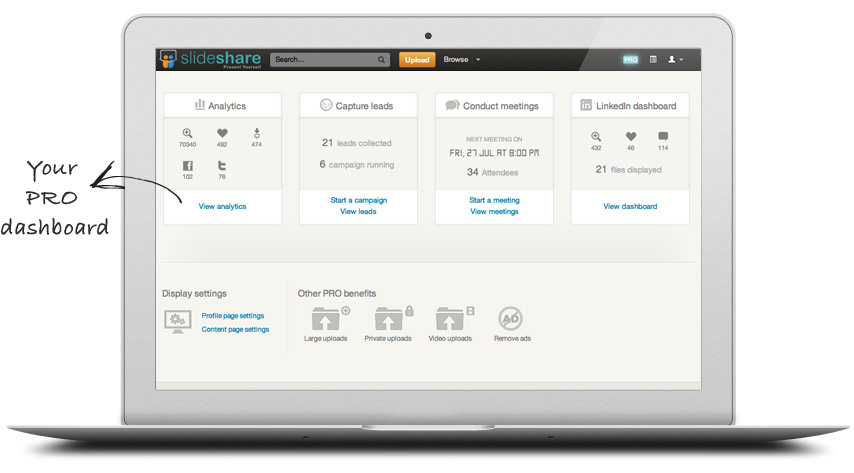 slideshare
Present Yourself
Search...
Upload
Browse
PRO
Analytics
70340 492 474
102 76
View analytics
Capture leads
21 leads collected
6 campaign running
Start a campaign
View leads
Conduct meetings
NEXT MEETING ON
FRI, 27 JUL AT 8:00 PM
34 Attendees
Start a meeting
View meetings
LinkedIn dashboard
432 46 114
21 files displayed
View dashboard
Your
PRO
dashboard
Display settings
Profile page settings
Content page settings
Other PRO benefits
Large uploads
Private uploads
Video uploads
AD
Remove ads